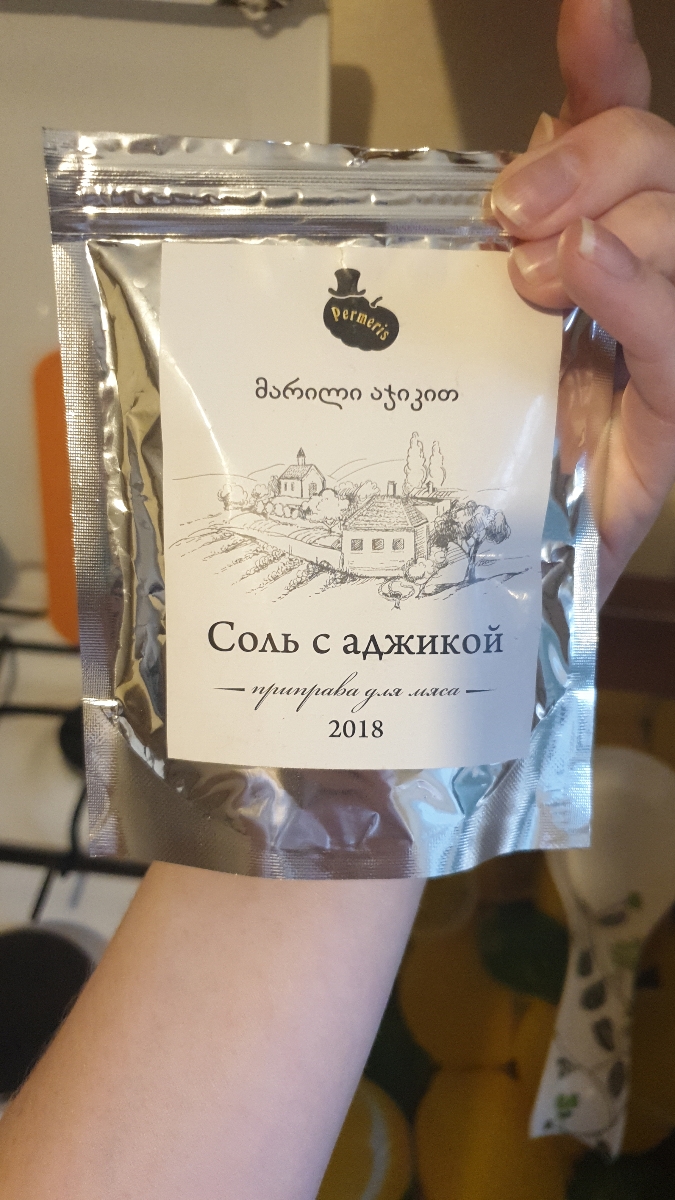 Permeris
მარილი აჯიკით
Соль с аджикой
приправа для мяса
2018